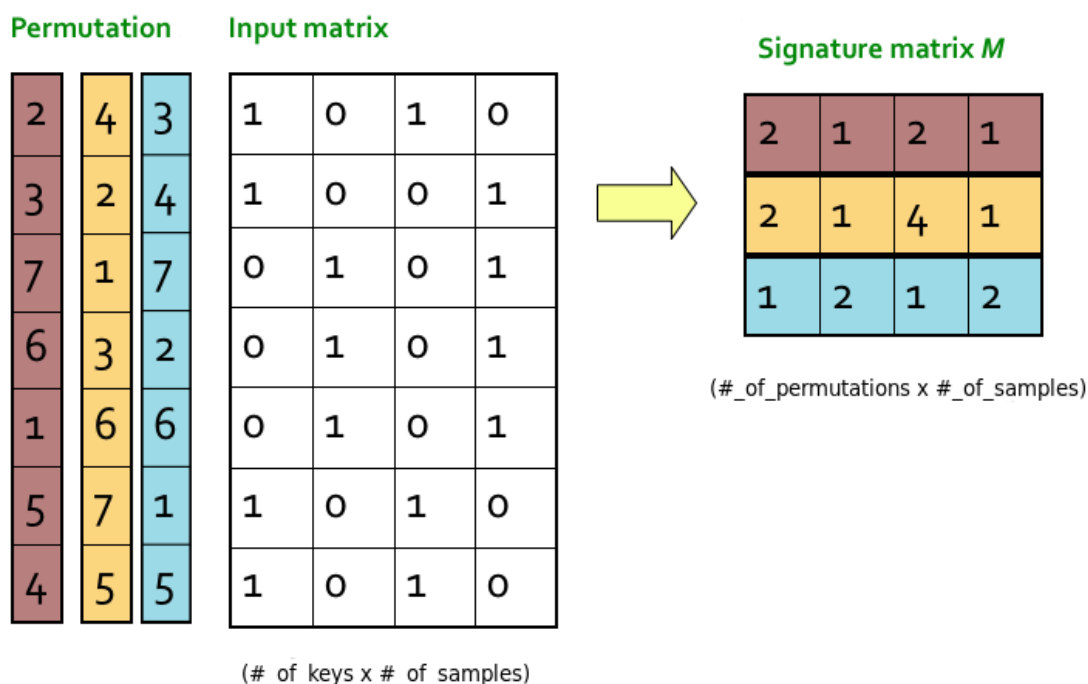 Permutation Input matrix
Signature matrix M
2 4 3 1 0 1 0
3 2 4 1 0 0 1
7 1 7 0 1 0 1
6 3 2 0 1 0 1
1 6 6 0 1 0 1
5 7 1 1 0 1 0
4 5 5 1 0 1 0
2 1 2 1
2 1 4 1
1 2 1 2
(#_of_permutations x #_of_samples)
(# of keys x # of samples)